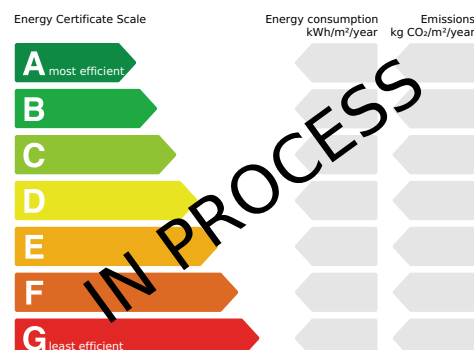 Energy Certificate Scale
Energy consumption
kWh/m²/year
Emissions
kg CO₂/m²/year
A most efficient
B
C
D
E
F
G least efficient
IN PROCESS